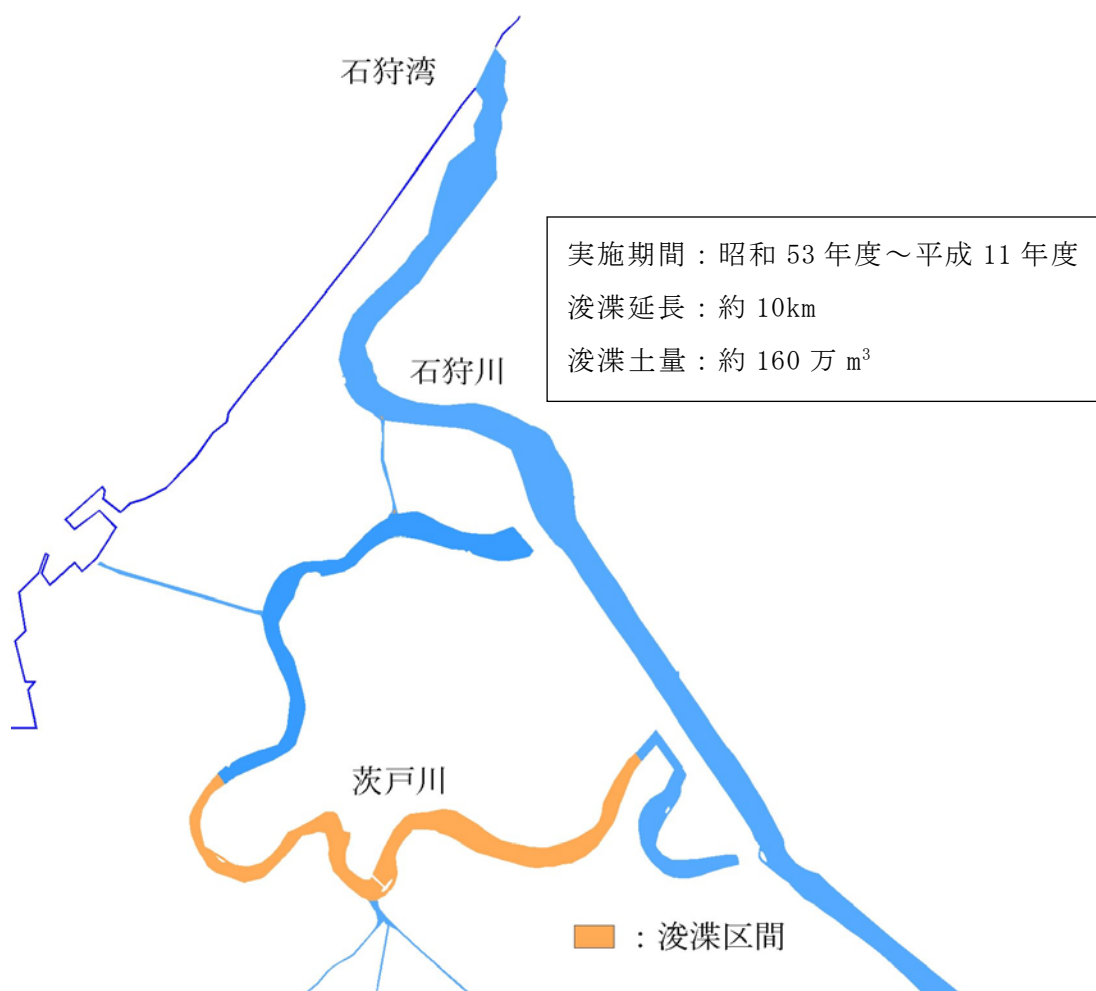 石狩湾
実施期間：昭和 53 年度～平成 11 年度
浚渫延長：約 10km
浚渫土量：約 160 万 m³
石狩川
茨戸川
：浚渫区間